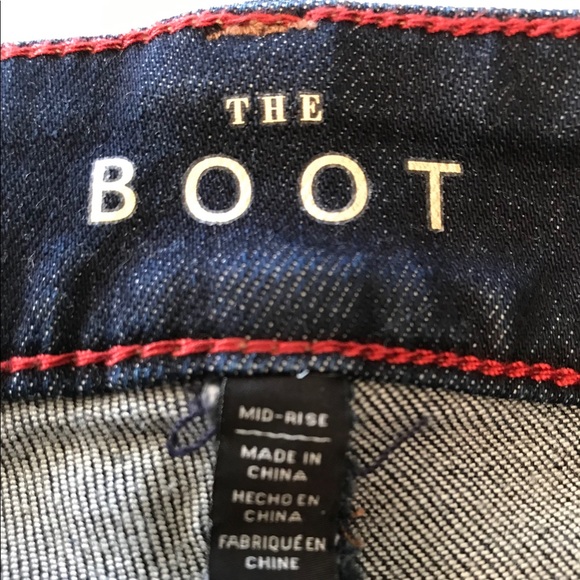 THE
BOOT
MID-RISE
MADE IN
CHINA
HECHO EN
CHINA
FABRIQUÉ EN
CHINE